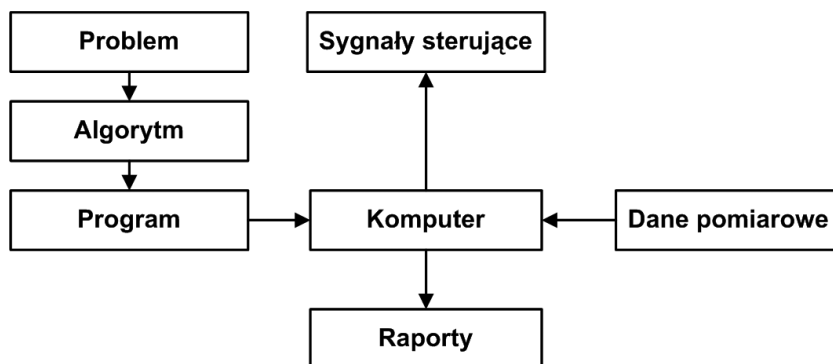 Problem
Sygnały sterujące
Algorytm
Program
Komputer
Dane pomiarowe
Raporty